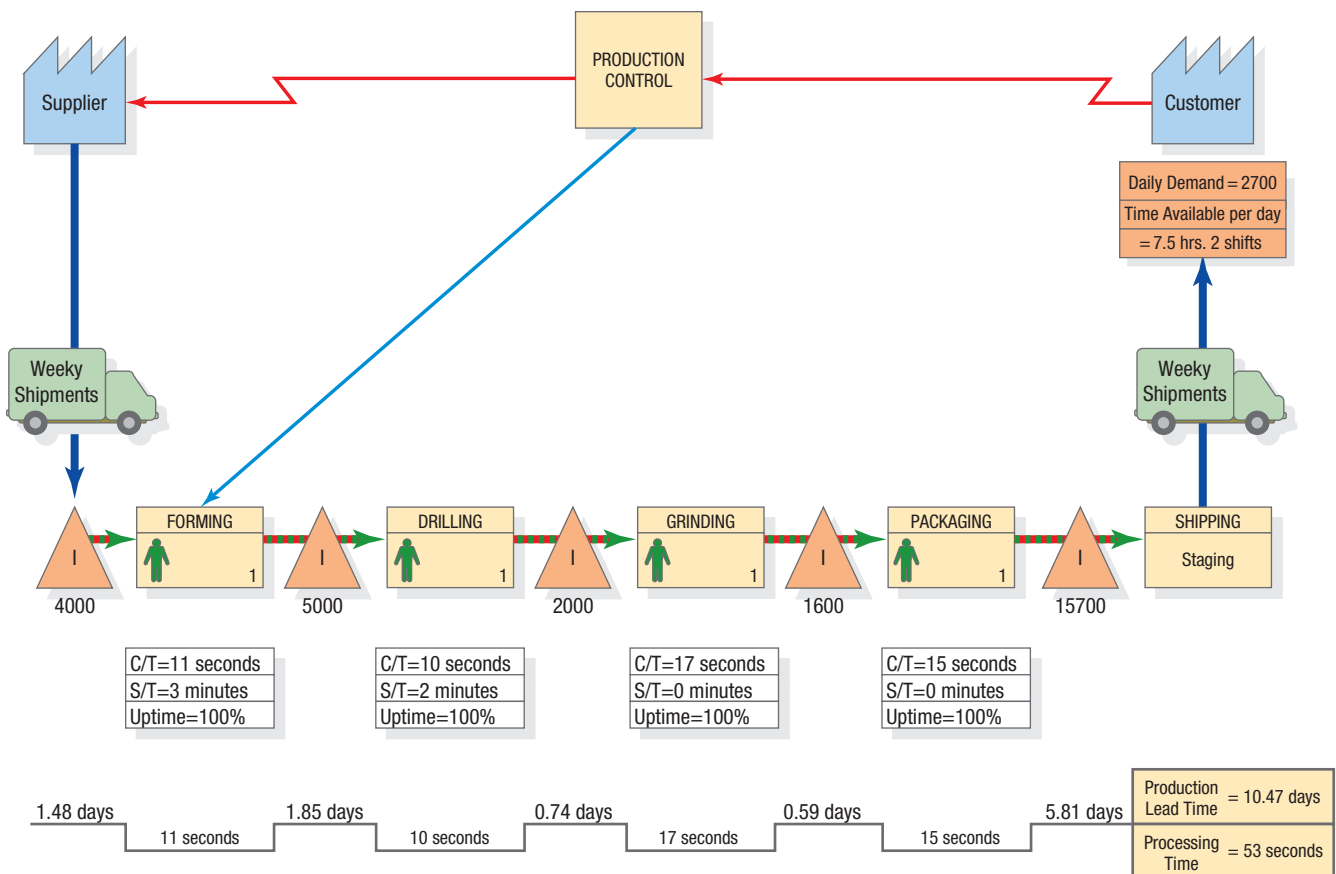 PRODUCTION
CONTROL
Supplier
Customer
Daily Demand = 2700
Time Available per day
= 7.5 hrs. 2 shifts
Weeky
Shipments
Weeky
Shipments
I
FORMING
1
I
DRILLING
1
I
GRINDING
1
I
PACKAGING
1
I
SHIPPING
Staging
4000
5000
2000
1600
15700
C/T=11 seconds
S/T=3 minutes
Uptime=100%
C/T=10 seconds
S/T=2 minutes
Uptime=100%
C/T=17 seconds
S/T=0 minutes
Uptime=100%
C/T=15 seconds
S/T=0 minutes
Uptime=100%
1.48 days
11 seconds
1.85 days
10 seconds
0.74 days
17 seconds
0.59 days
15 seconds
5.81 days
Production
Lead Time = 10.47 days
Processing
Time = 53 seconds